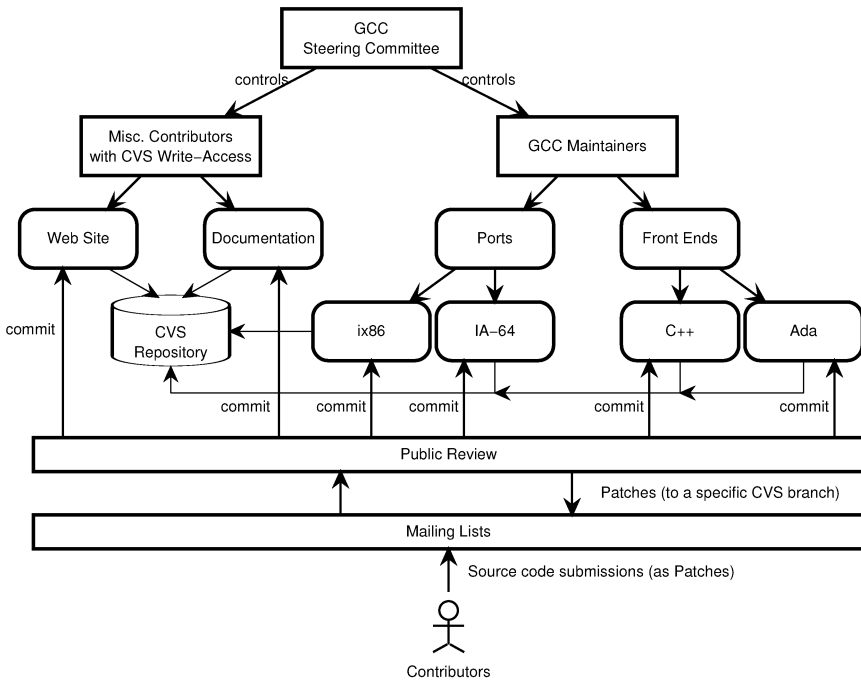 GCC
Steering Committee
controls
controls
Misc. Contributors
with CVS Write−Access
GCC Maintainers
Web Site
Documentation
Ports
Front Ends
commit
CVS
Repository
ix86
IA−64
C++
Ada
commit
commit
commit
commit
commit
Public Review
Patches (to a specific CVS branch)
Mailing Lists
Source code submissions (as Patches)
Contributors